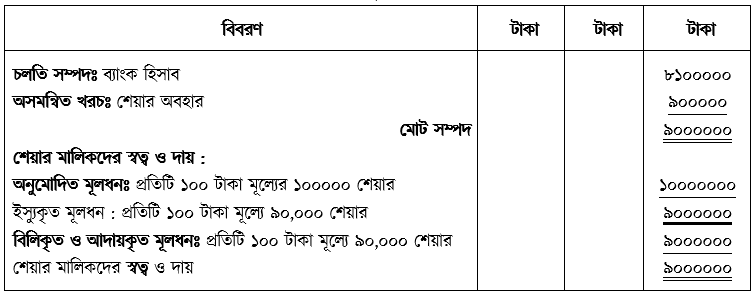 বিবরণ টাকা টাকা টাকা
চলতি সম্পদঃ ব্যাংক হিসাব ৮১০০০০০
অসমন্বিত খরচঃ শেয়ার অবহার ৯০০০০০
মোট সম্পদ ৯০০০০০০
শেয়ার মালিকদের স্বত্ব ও দায় :
অনুমোদিত মূলধনঃ প্রতিটি ১০০ টাকা মূল্যের ১০০০০০ শেয়ার ১০০০০০০০
ইস্যুকৃত মূলধন : প্রতিটি ১০০ টাকা মূল্যে ৯০,০০০ শেয়ার ৯০০০০০০
বিলিকৃত ও আদায়কৃত মূলধনঃ প্রতিটি ১০০ টাকা মূল্যে ৯০,০০০ শেয়ার ৯০০০০০০
শেয়ার মালিকদের স্বত্ব ও দায় ৯০০০০০০